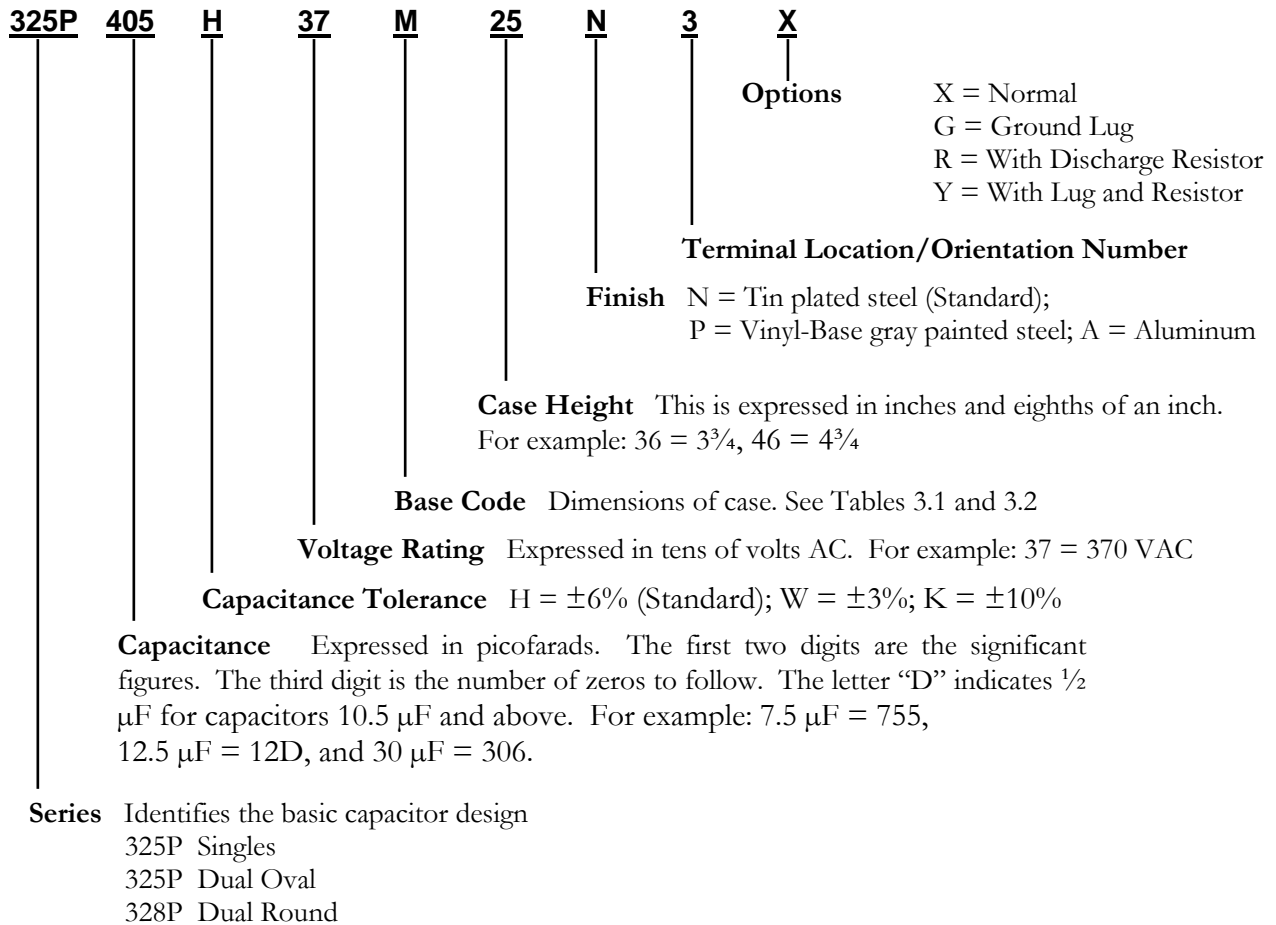 325P 405 H 37 M 25 N 3 X
Options X = Normal
G = Ground Lug
R = With Discharge Resistor
Y = With Lug and Resistor
Terminal Location/Orientation Number
Finish N = Tin plated steel (Standard);
P = Vinyl-Base gray painted steel; A = Aluminum
Case Height This is expressed in inches and eighths of an inch.
For example: 36 = 3¾, 46 = 4¾
Base Code Dimensions of case. See Tables 3.1 and 3.2
Voltage Rating Expressed in tens of volts AC. For example: 37 = 370 VAC
Capacitance Tolerance H = ±6% (Standard); W = ±3%; K = ±10%
Capacitance Expressed in picofarads. The first two digits are the significant
figures. The third digit is the number of zeros to follow. The letter “D” indicates ½
μF for capacitors 10.5 μF and above. For example: 7.5 μF = 755,
12.5 μF = 12D, and 30 μF = 306.
Series Identifies the basic capacitor design
325P Singles
325P Dual Oval
328P Dual Round